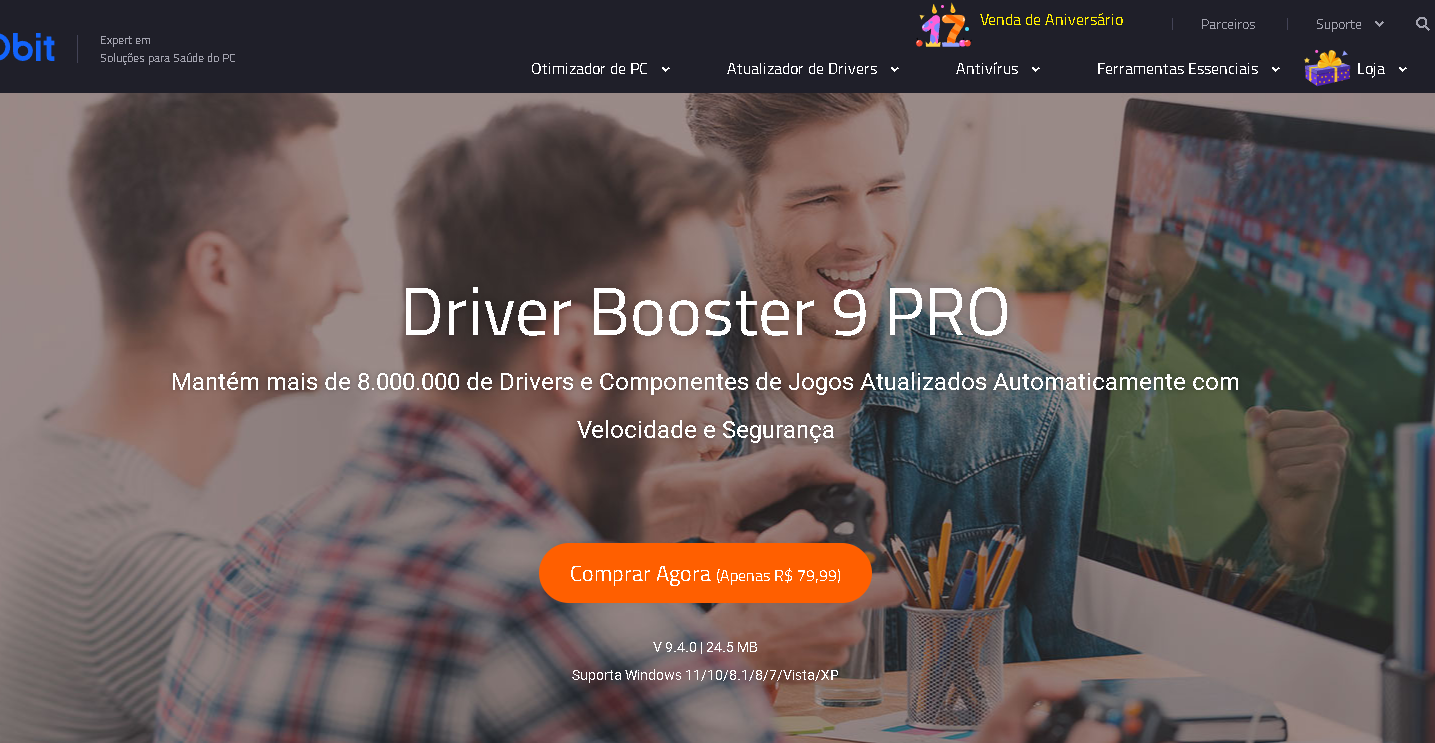 Obit
Expert em
Soluções para Saúde do PC
17
Venda de Aniversário
Parceiros
Suporte
Otimizador de PC
Atualizador de Drivers
Antivírus
Ferramentas Essenciais
Loja
Driver Booster 9 PRO
Mantém mais de 8.000.000 de Drivers e Componentes de Jogos Atualizados Automaticamente com
Velocidade e Segurança
Comprar Agora (Apenas R$ 79,99)
V 9.4.0 | 24.5 MB
Suporta Windows 11/10/8.1/8/7/Vista/XP